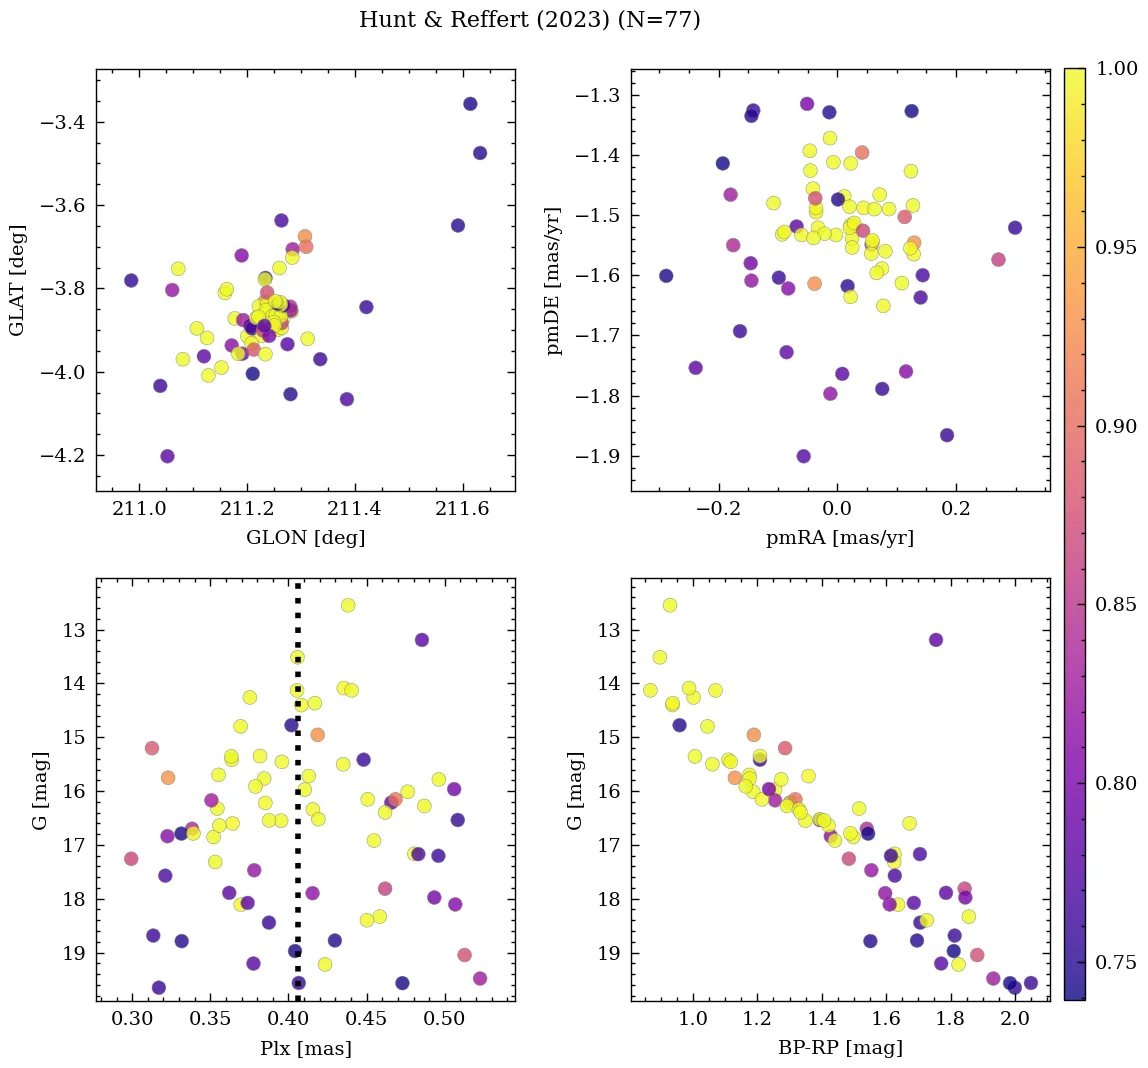 Hunt & Reffert (2023) (N=77)
−3.4
−3.6
−3.8
−4.0
−4.2
GLAT [deg]
211.0 211.2 211.4 211.6
GLON [deg]
−1.3
−1.4
−1.5
−1.6
−1.7
−1.8
−1.9
pmDE [mas/yr]
−0.2 0.0 0.2
pmRA [mas/yr]
1.00
0.95
0.90
0.85
0.80
0.75
13
14
15
16
17
18
19
G [mag]
0.30 0.35 0.40 0.45 0.50
Plx [mas]
13
14
15
16
17
18
19
G [mag]
1.0 1.2 1.4 1.6 1.8 2.0
BP-RP [mag]